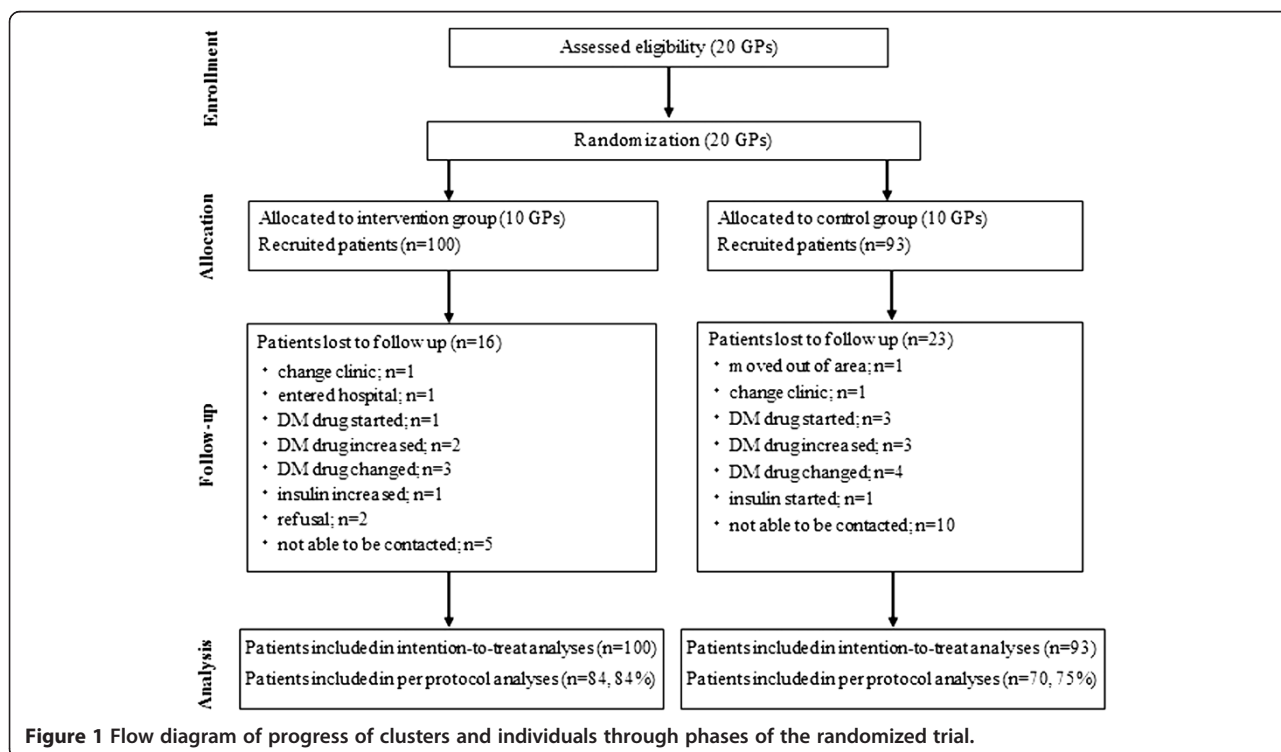 Enrollment
Assessed eligibility (20 GPs)
Randomization (20 GPs)
Allocation
Allocated to intervention group (10 GPs)
Recruited patients (n=100)
Allocated to control group (10 GPs)
Recruited patients (n=93)
Follow-up
Patients lost to follow up (n=16)
• change clinic; n=1
• entered hospital; n=1
• DM drug started; n=1
• DM drug increased; n=2
• DM drug changed; n=3
• insulin increased; n=1
• refusal; n=2
• not able to be contacted; n=5
Patients lost to follow up (n=23)
• moved out of area; n=1
• change clinic; n=1
• DM drug started; n=3
• DM drug increased; n=3
• DM drug changed; n=4
• insulin started; n=1
• not able to be contacted; n=10
Analysis
Patients included in intention-to-treat analyses (n=100)
Patients included in per protocol analyses (n=84, 84%)
Patients included in intention-to-treat analyses (n=93)
Patients included in per protocol analyses (n=70, 75%)
Figure 1 Flow diagram of progress of clusters and individuals through phases of the randomized trial.